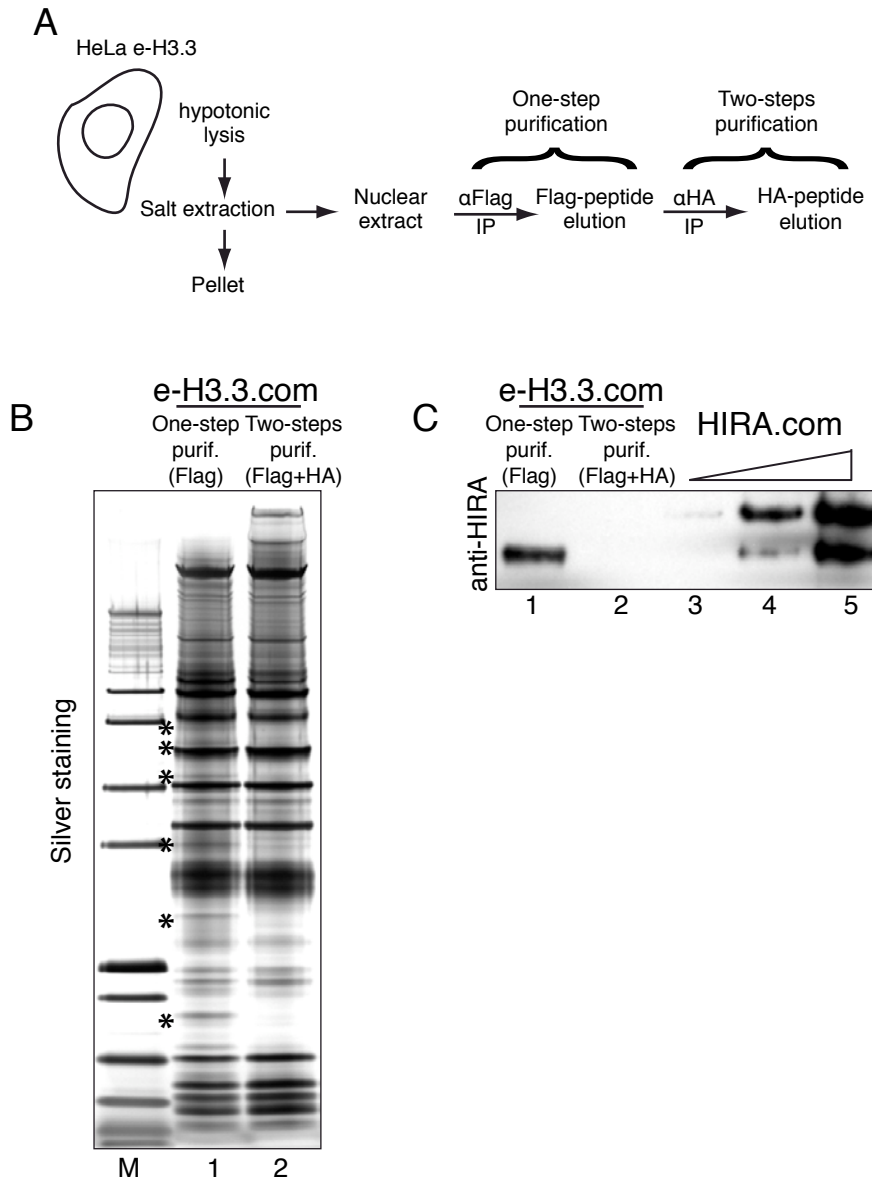 A
HeLa e-H3.3
hypotonic
lysis
Salt extraction
Pellet
Nuclear
extract
αFlag
IP
One-step
purification
Flag-peptide
elution
αHA
IP
Two-steps
purification
HA-peptide
elution
B
e-H3.3.com
One-step
purif.
(Flag)
Two-steps
purif.
(Flag+HA)
Silver staining
*
*
*
*
*
*
M 1 2
C
e-H3.3.com
One-step
purif.
(Flag)
Two-steps
purif.
(Flag+HA)
HIRA.com
anti-HIRA
1 2 3 4 5